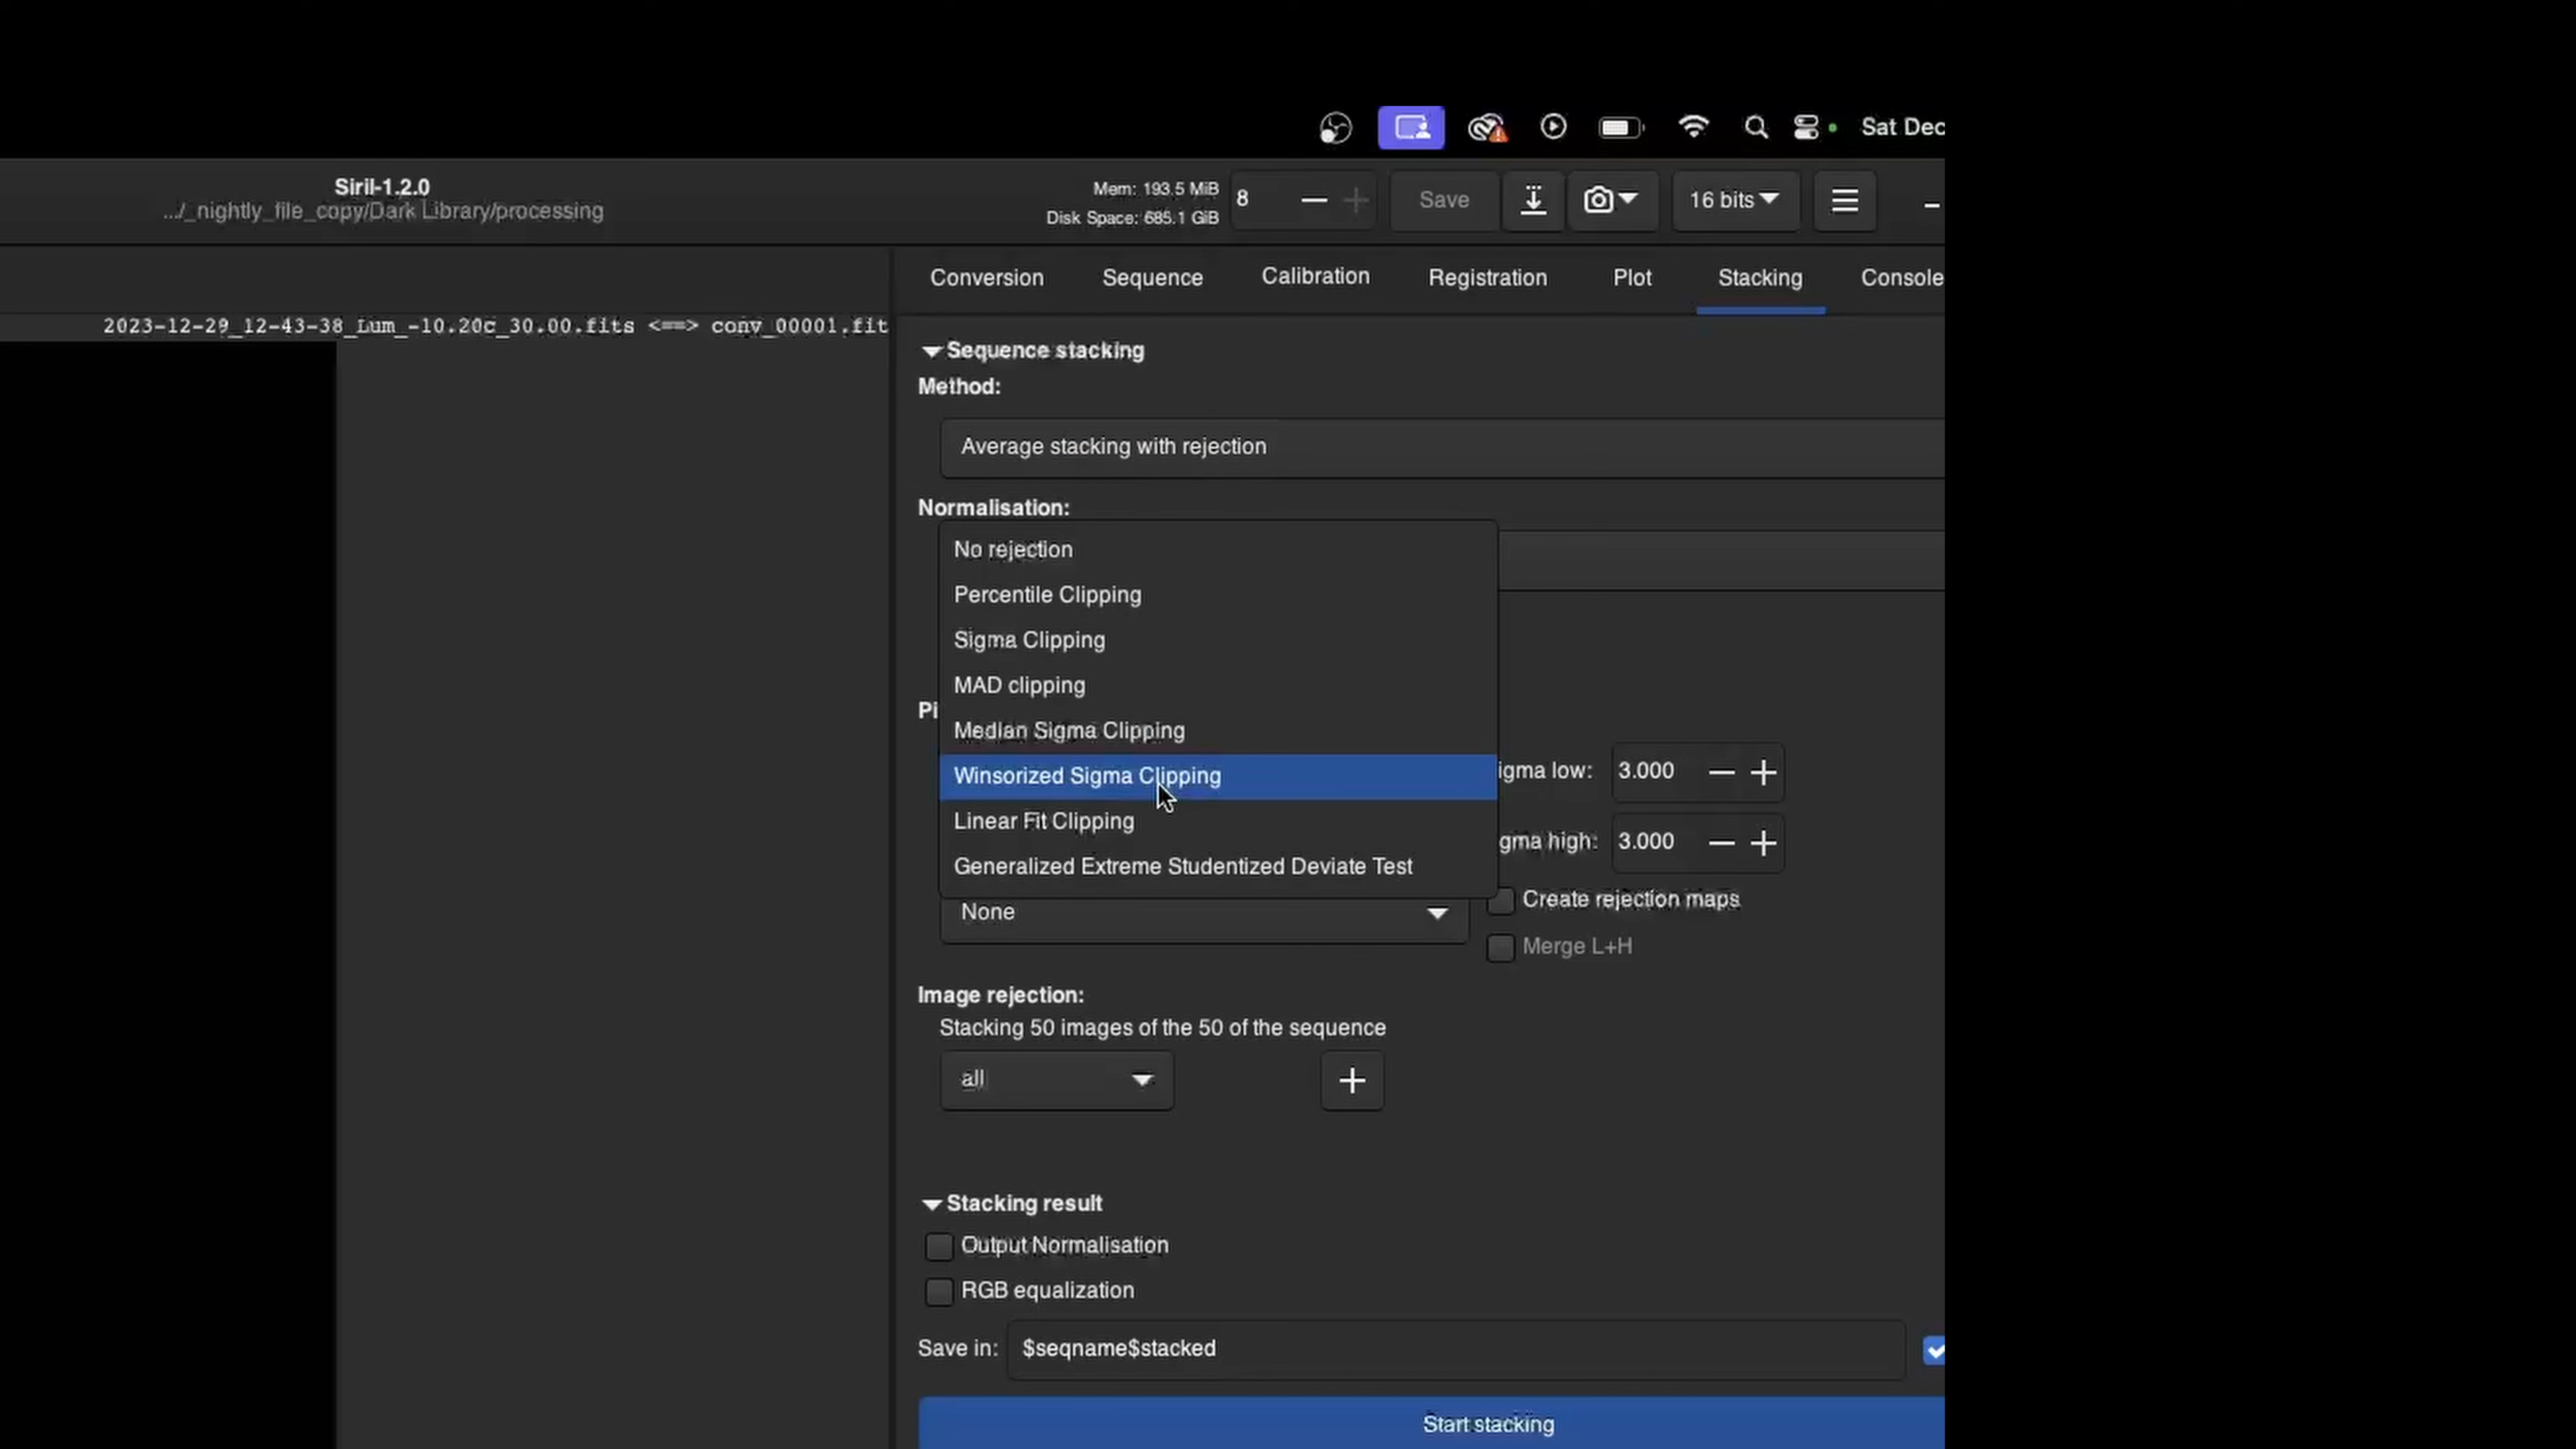 Sat Dec
Siril-1.2.0
.../_nightly_file_copy/Dark Library/processing
Mem: 193.5 MiB
Disk Space: 685.1 GiB
8
Save
16 bits
Conversion
Sequence
Calibration
Registration
Plot
Stacking
Console
2023-12-29_12-43-38_Lum_-10.20c_30.00.fits <==> conv_00001.fit
Sequence stacking
Method:
Average stacking with rejection
Normalisation:
No rejection
Percentile Clipping
Sigma Clipping
MAD clipping
Pi
Median Sigma Clipping
Winsorized Sigma Clipping
igma low: 3.000
Linear Fit Clipping
gma high: 3.000
Generalized Extreme Studentized Deviate Test
Create rejection maps
None
Merge L+H
Image rejection:
Stacking 50 images of the 50 of the sequence
all
Stacking result
Output Normalisation
RGB equalization
Save in: $seqname$stacked
Start stacking